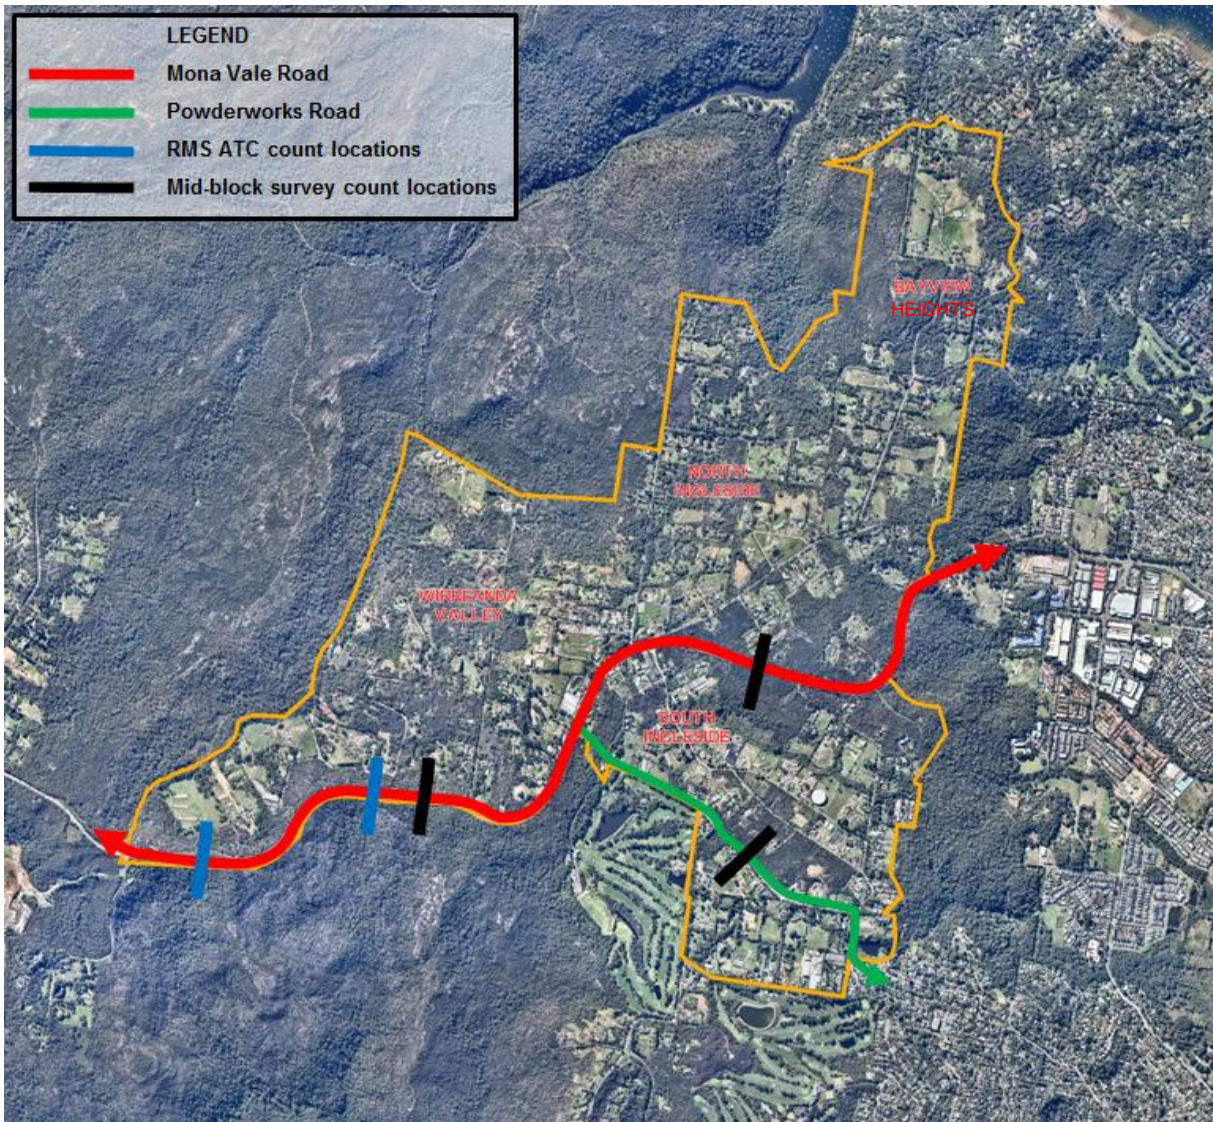 LEGEND
Mona Vale Road
Powderworks Road
RMS ATC count locations
Mid-block survey count locations
BAYVIEW
HEIGHTS
NORTH
INGLESIDE
WIRREANDA
VALLEY
SOUTH
INGLESIDE